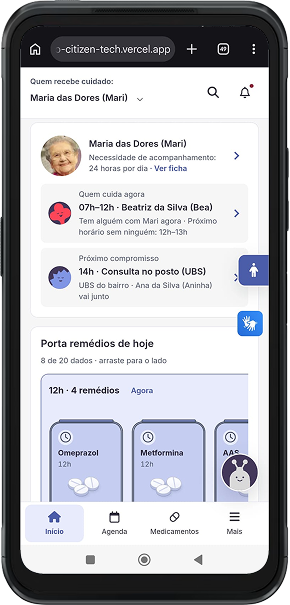 o-citizen-tech.vercel.app
49
Quem recebe cuidado:
Maria das Dores (Mari)
Maria das Dores (Mari)
Necessidade de acompanhamento:
24 horas por dia · Ver ficha
Quem cuida agora
07h–12h · Beatriz da Silva (Bea)
Tem alguém com Mari agora · Próximo
horário sem ninguém: 12h–13h
Próximo compromisso
14h · Consulta no posto (UBS)
UBS do bairro · Ana da Silva (Aninha)
vai junto
Porta remédios de hoje
8 de 20 dados · arraste para o lado
12h · 4 remédios Agora
Omeprazol
12h
Metformina
12h
AAS
12h
Início
Agenda
Medicamentos
Mais